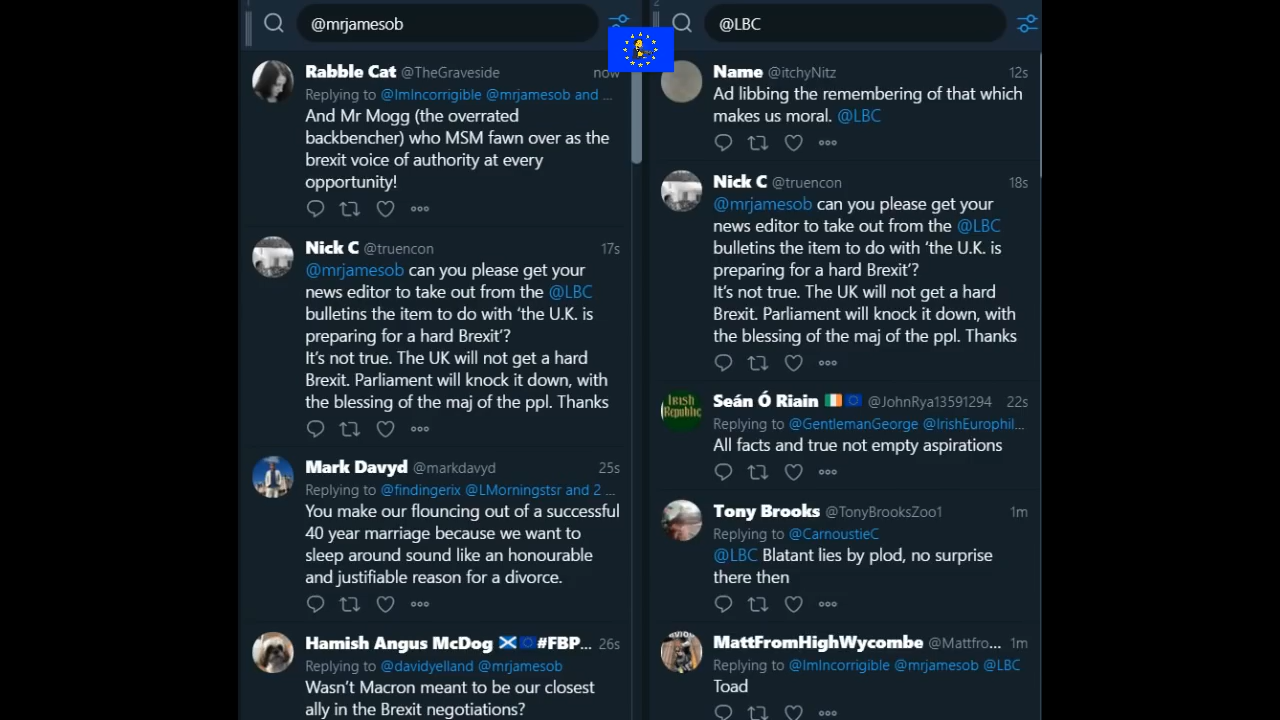 1
@mrjamesob
Rabble Cat @TheGraveside now
Replying to @ImIncorrigible @mrjamesob and ...
And Mr Mogg (the overrated
backbencher) who MSM fawn over as the
brexit voice of authority at every
opportunity!
Nick C @truencon 17s
@mrjamesob can you please get your
news editor to take out from the @LBC
bulletins the item to do with ‘the U.K. is
preparing for a hard Brexit’?
It’s not true. The UK will not get a hard
Brexit. Parliament will knock it down, with
the blessing of the maj of the ppl. Thanks
Mark Davyd @markdavyd 25s
Replying to @findingerix @LMorningstsr and 2 ...
You make our flouncing out of a successful
40 year marriage because we want to
sleep around sound like an honourable
and justifiable reason for a divorce.
Hamish Angus McDog #FBP... 26s
Replying to @davidyelland @mrjamesob
Wasn’t Macron meant to be our closest
ally in the Brexit negotiations?
2
@LBC
Name @itchyNitz 12s
Ad libbing the remembering of that which
makes us moral. @LBC
Nick C @truencon 18s
@mrjamesob can you please get your
news editor to take out from the @LBC
bulletins the item to do with ‘the U.K. is
preparing for a hard Brexit’?
It’s not true. The UK will not get a hard
Brexit. Parliament will knock it down, with
the blessing of the maj of the ppl. Thanks
Irish
Republic
Seán Ó Riain @JohnRya13591294 22s
Replying to @GentlemanGeorge @IrishEurophil...
All facts and true not empty aspirations
Tony Brooks @TonyBrooksZoo1 1m
Replying to @CarnoustieC
@LBC Blatant lies by plod, no surprise
there then
MattFromHighWycombe @Mattfro... 1m
Replying to @ImIncorrigible @mrjamesob @LBC
Toad